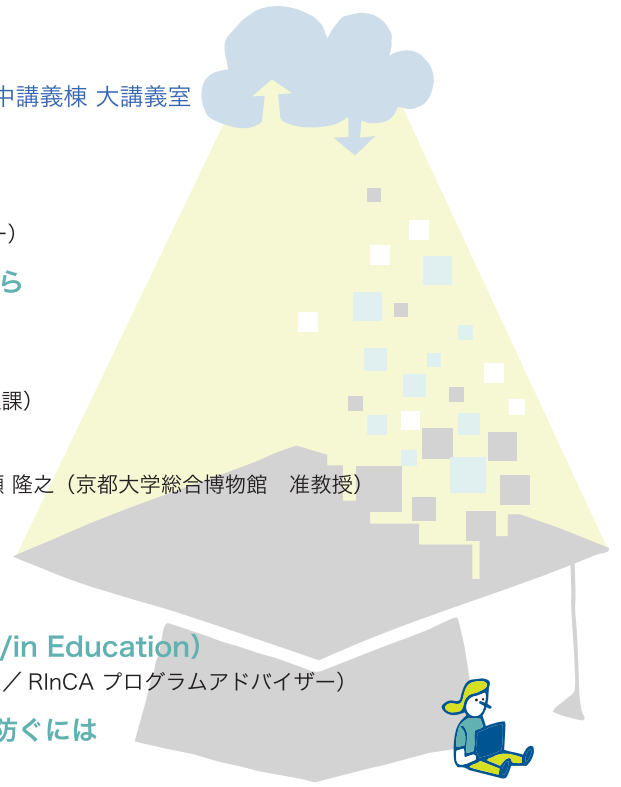 中講義棟 大講義室
ー）
ら
課）
隆之（京都大学総合博物館　准教授）
/in Education）
／ RInCA プログラムアドバイザー）
防ぐには